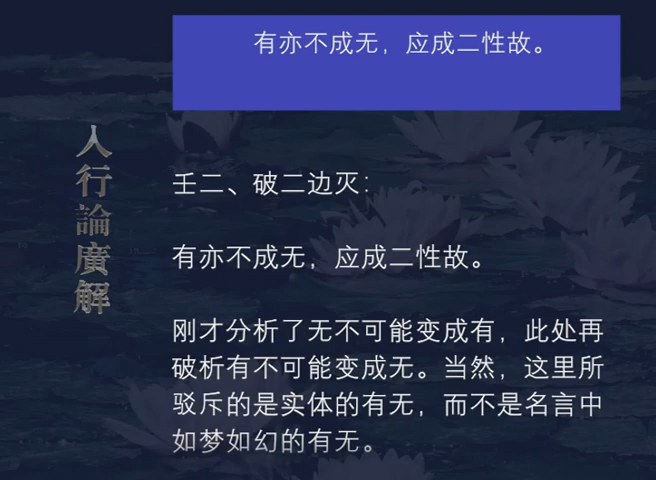 有亦不成无，应成二性故。
入行論廣解
壬二、破二边灭：
有亦不成无，应成二性故。
刚才分析了无不可能变成有，此处再
破析有不可能变成无。当然，这里所
驳斥的是实体的有无，而不是名言中
如梦如幻的有无。